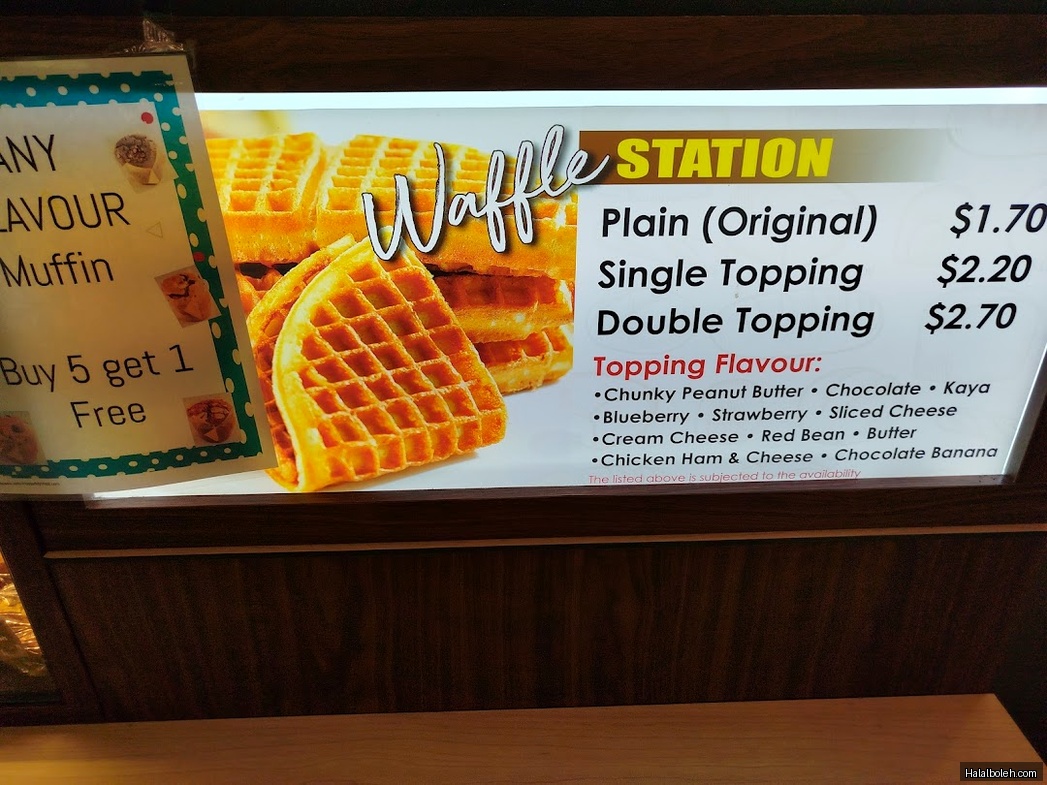 ANY
LAVOUR
Muffin
Buy 5 get 1
Free
Waffle STATION
Plain (Original) $1.70
Single Topping $2.20
Double Topping $2.70
Topping Flavour:
•Chunky Peanut Butter • Chocolate • Kaya
•Blueberry • Strawberry • Sliced Cheese
•Cream Cheese • Red Bean • Butter
•Chicken Ham & Cheese • Chocolate Banana
The listed above is subjected to the availability
Halalboleh.com